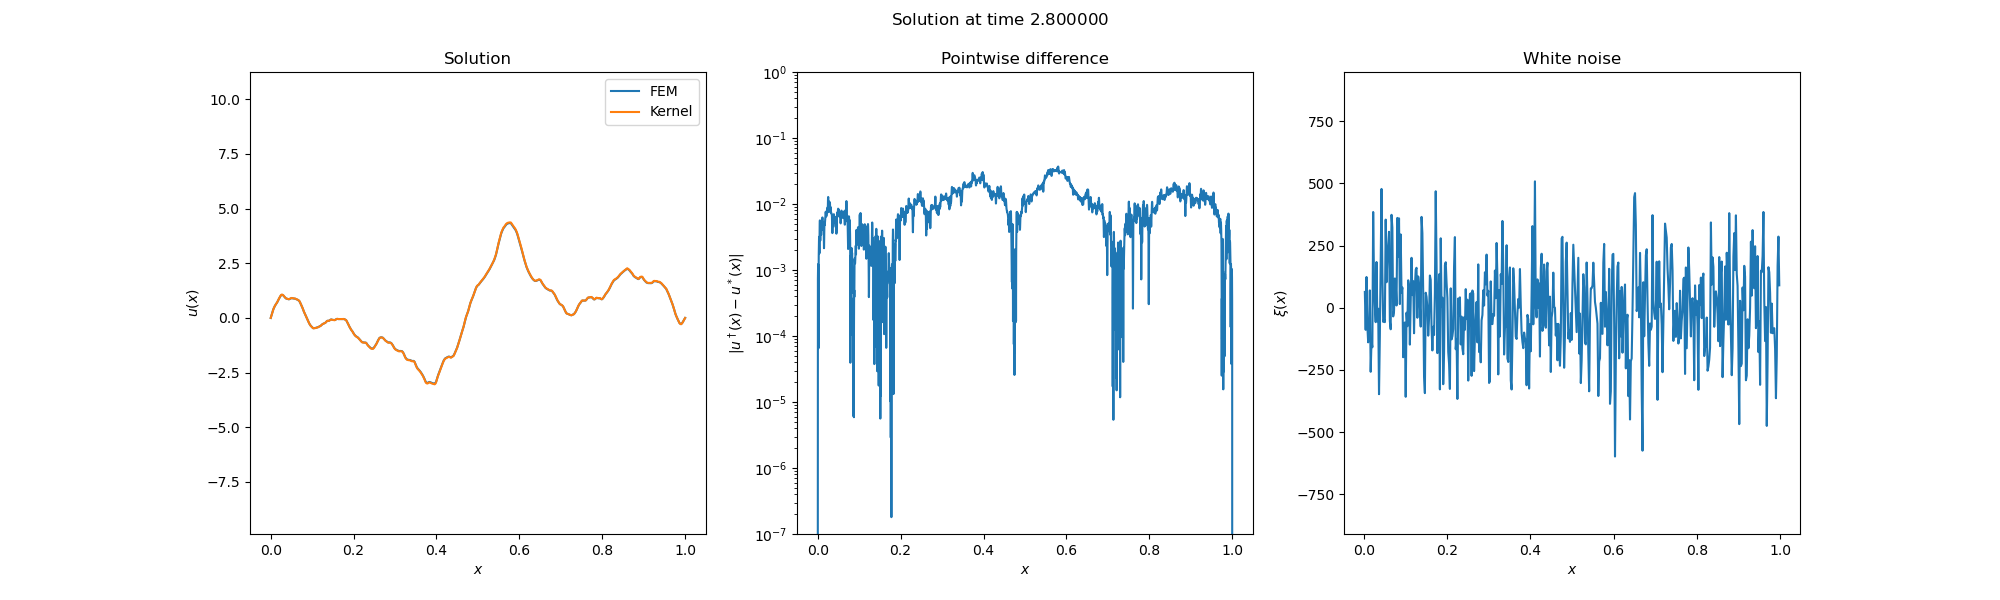 Solution at time 2.800000
Solution
10.0
7.5
5.0
2.5
0.0
−2.5
−5.0
−7.5
u(x)
FEM
Kernel
0.0 0.2 0.4 0.6 0.8 1.0
x
Pointwise difference
10⁰
10⁻¹
10⁻²
10⁻³
10⁻⁴
10⁻⁵
10⁻⁶
10⁻⁷
|u†(x) − u*(x)|
0.0 0.2 0.4 0.6 0.8 1.0
x
White noise
750
500
250
0
−250
−500
−750
ξ(x)
0.0 0.2 0.4 0.6 0.8 1.0
x